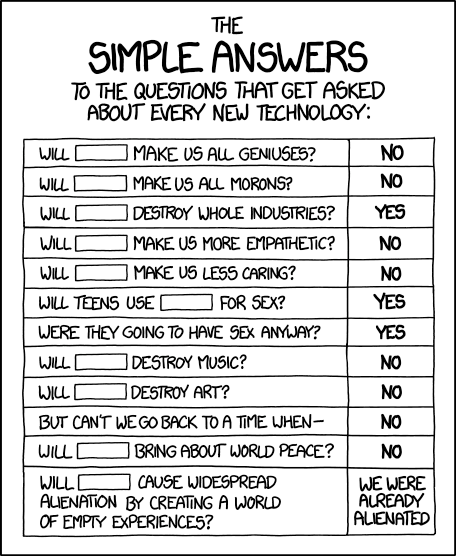 THE
SIMPLE ANSWERS
TO THE QUESTIONS THAT GET ASKED
ABOUT EVERY NEW TECHNOLOGY:
WILL MAKE US ALL GENIUSES? NO
WILL MAKE US ALL MORONS? NO
WILL DESTROY WHOLE INDUSTRIES? YES
WILL MAKE US MORE EMPATHETIC? NO
WILL MAKE US LESS CARING? NO
WILL TEENS USE FOR SEX? YES
WERE THEY GOING TO HAVE SEX ANYWAY? YES
WILL DESTROY MUSIC? NO
WILL DESTROY ART? NO
BUT CAN'T WE GO BACK TO A TIME WHEN— NO
WILL BRING ABOUT WORLD PEACE? NO
WILL CAUSE WIDESPREAD
ALIENATION BY CREATING A WORLD
OF EMPTY EXPERIENCES?
WE WERE
ALREADY
ALIENATED